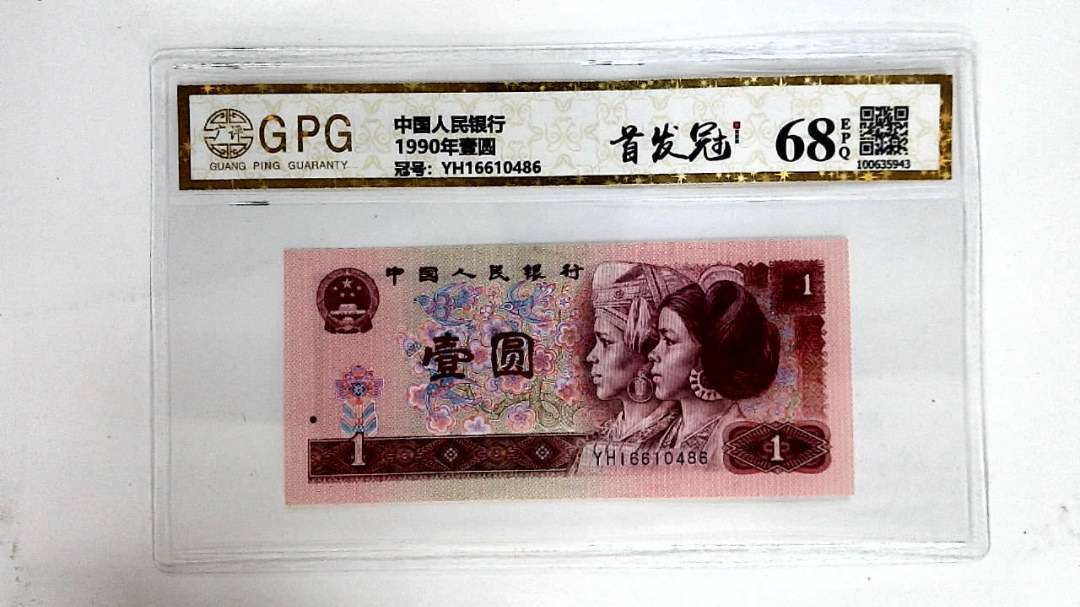 广评
GPG
GUANG PING GUARANTY
中国人民银行
1990年壹圆
冠号：YH16610486
首发冠
68
EPQ
100635943
中国人民银行
1
壹圆
1
YH16610486
1